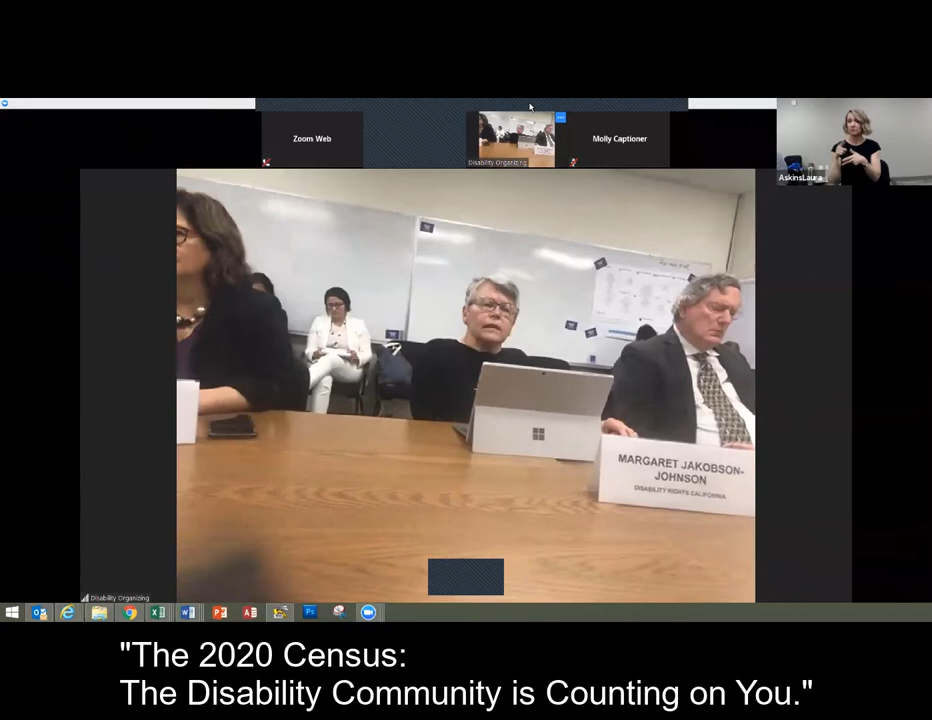 Zoom Web
Disability Organizing
Molly Captioner
AskinsLaura
MARGARET JAKOBSON-
JOHNSON
DISABILITY RIGHTS CALIFORNIA
Disability Organizing
"The 2020 Census:
The Disability Community is Counting on You."